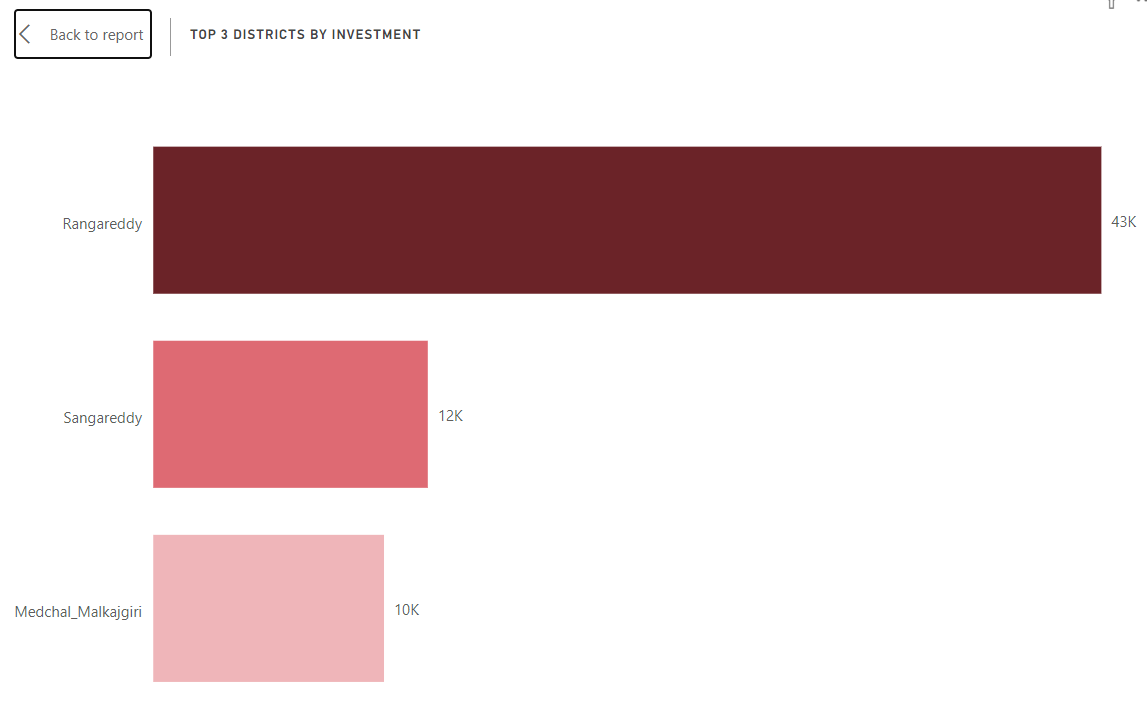 Back to report
TOP 3 DISTRICTS BY INVESTMENT
Rangareddy
43K
Sangareddy
12K
Medchal_Malkajgiri
10K